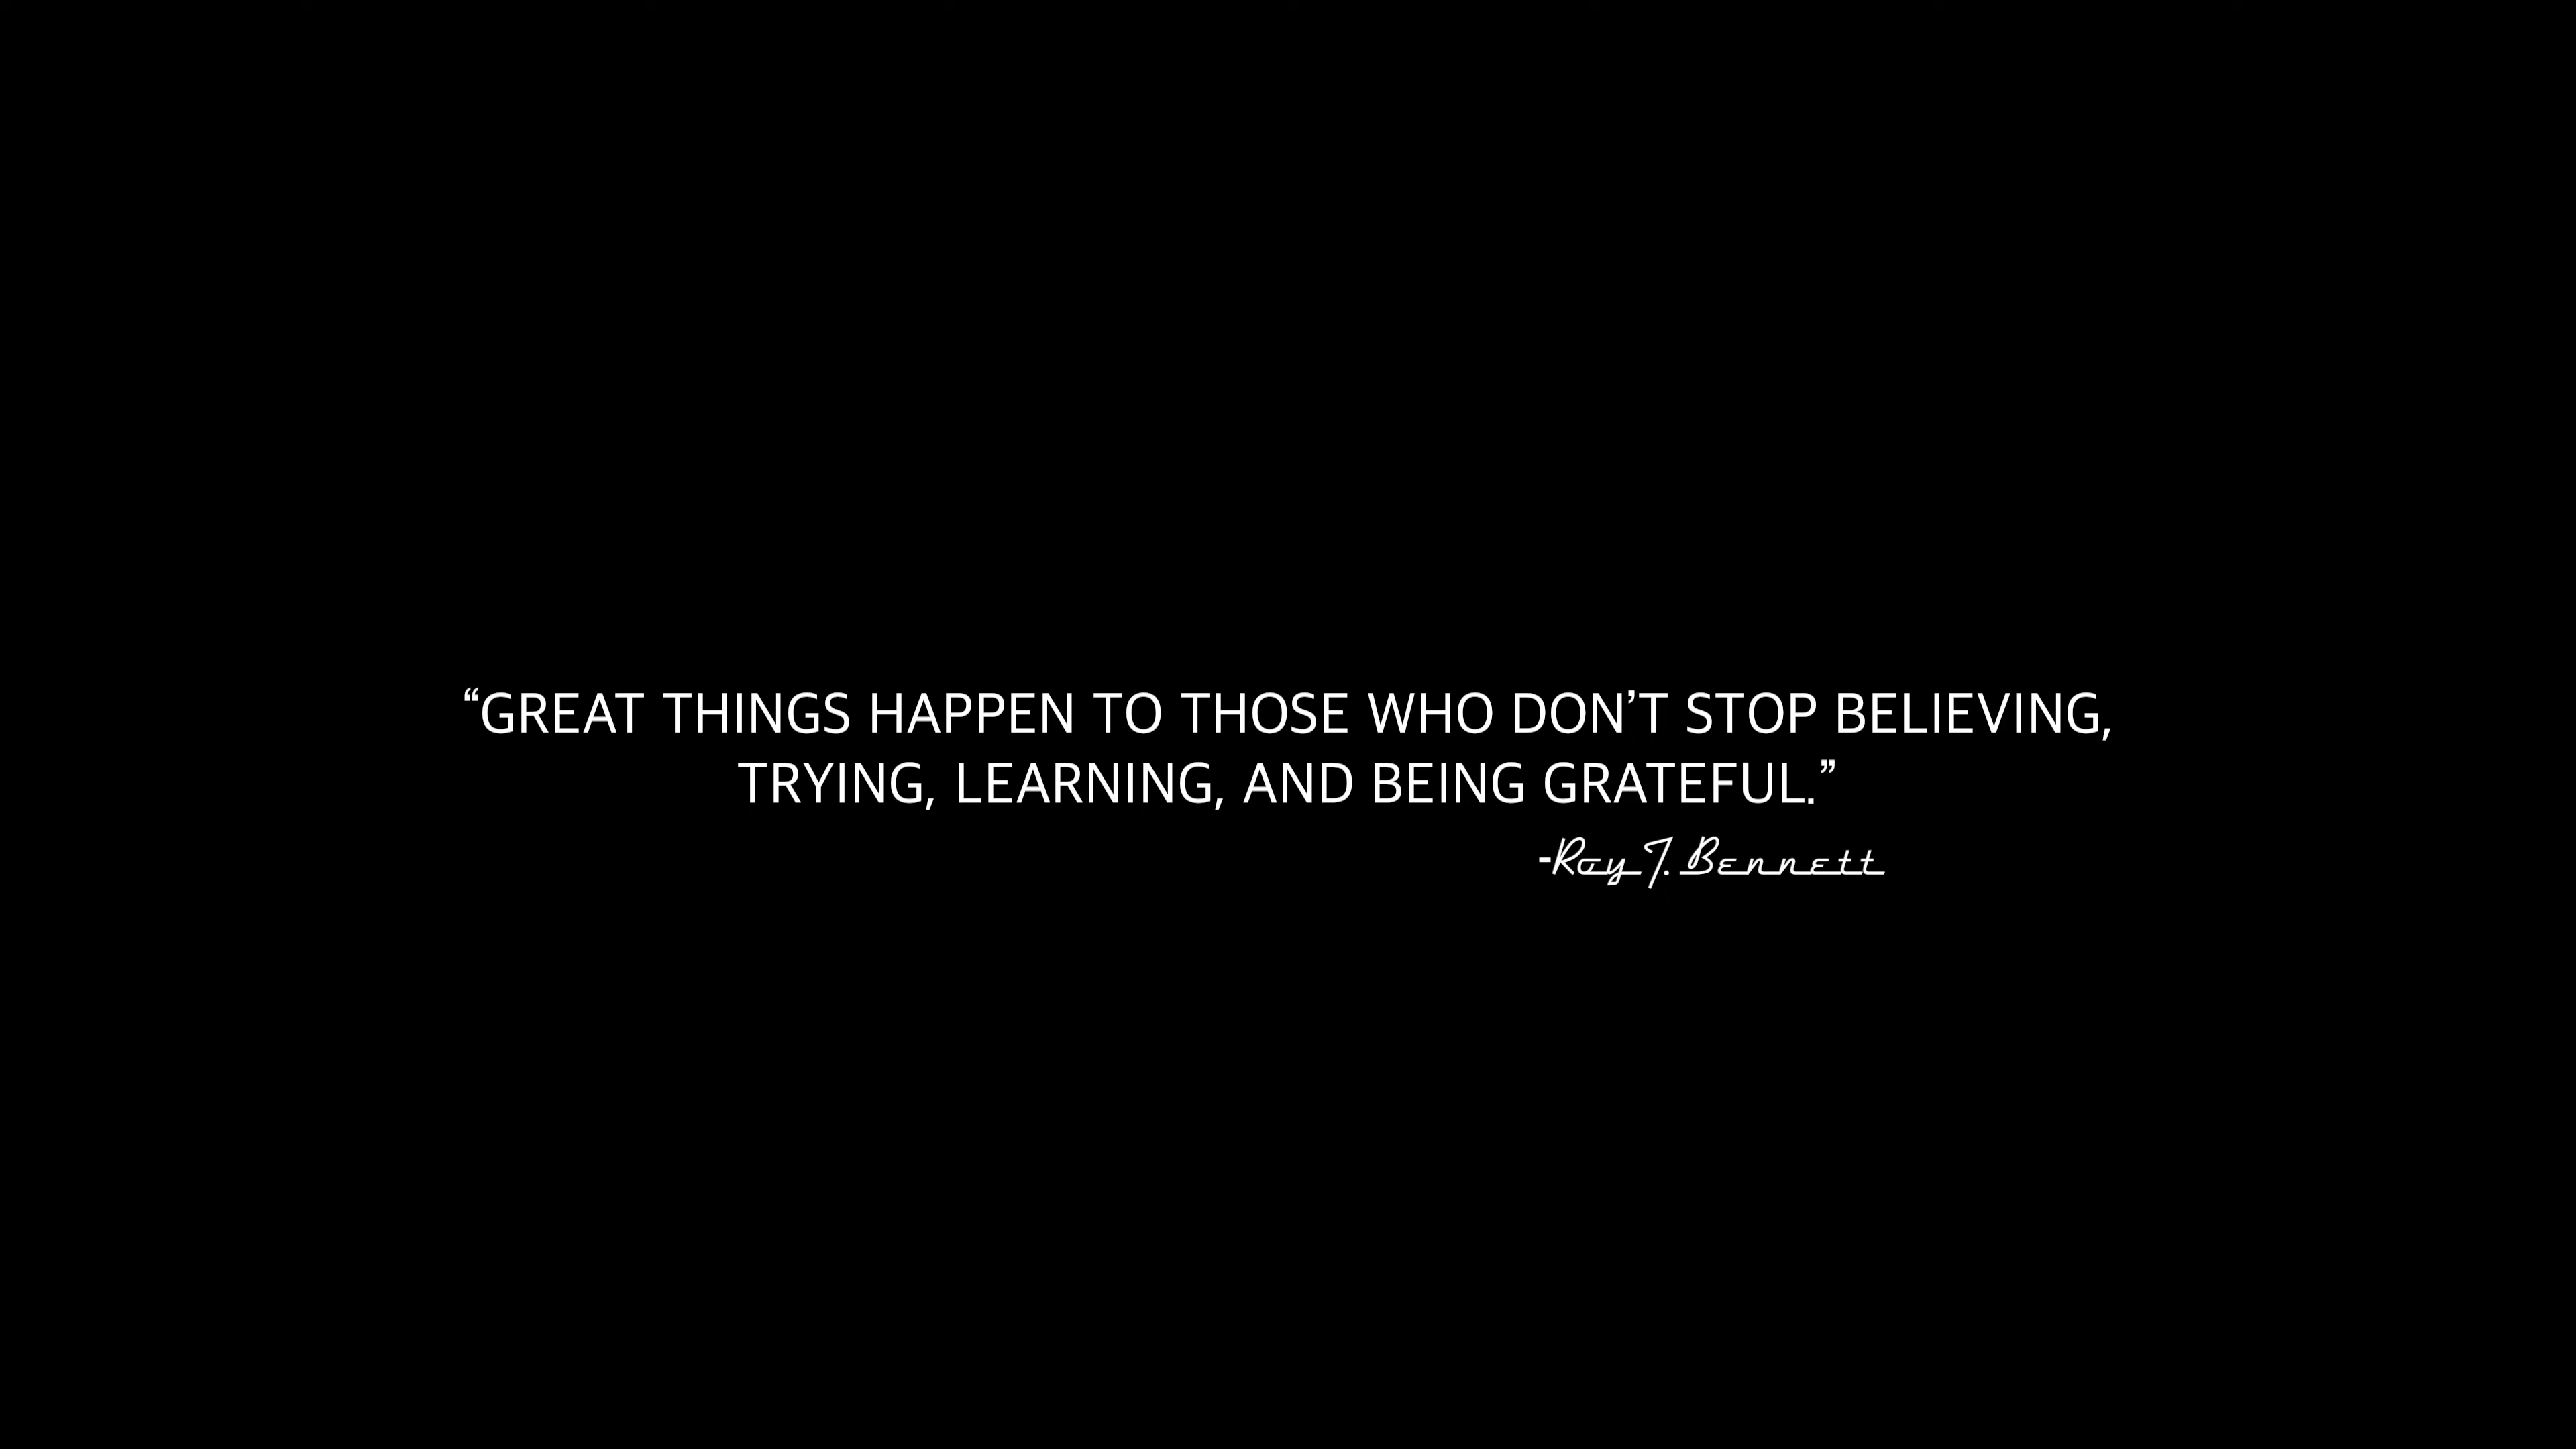 “GREAT THINGS HAPPEN TO THOSE WHO DON’T STOP BELIEVING,
TRYING, LEARNING, AND BEING GRATEFUL.”
-Roy T. Bennett